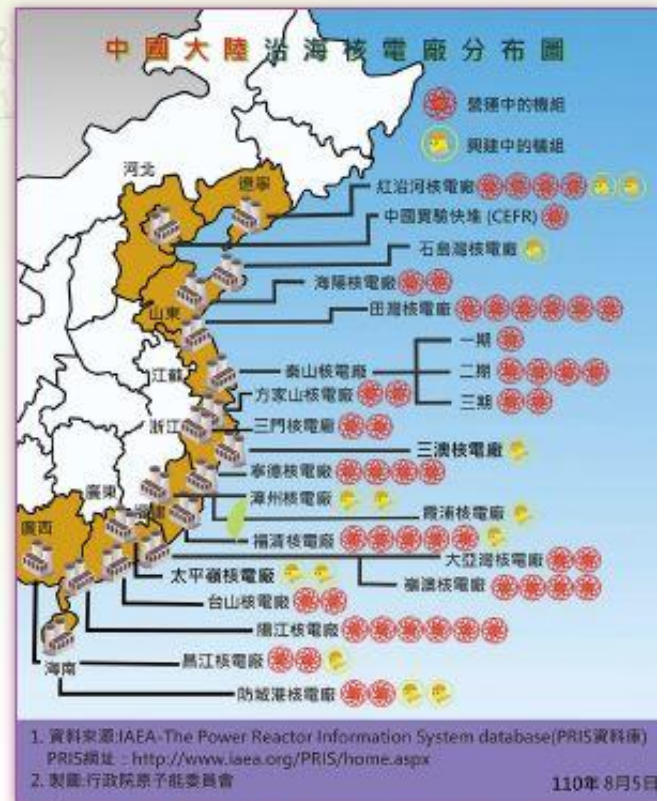 中國大陸沿海核電廠分布圖
營運中的機組
興建中的機組
河北
遼寧
紅沿河核電廠
中國實驗快堆 (CEFR)
石島灣核電廠
海陽核電廠
山東
田灣核電廠
一期
江蘇
秦山核電廠
二期
方家山核電廠
三期
浙江
三門核電廠
三澳核電廠
寧德核電廠
廣東
漳州核電廠
福建
霞浦核電廠
廣西
福清核電廠
大亞灣核電廠
太平嶺核電廠
嶺澳核電廠
台山核電廠
陽江核電廠
海南
昌江核電廠
防城港核電廠
1. 資料來源:IAEA-The Power Reactor Information System database(PRIS資料庫)
PRIS網址：http://www.iaea.org/PRIS/home.aspx
2. 製圖:行政院原子能委員會
110年 8月5日